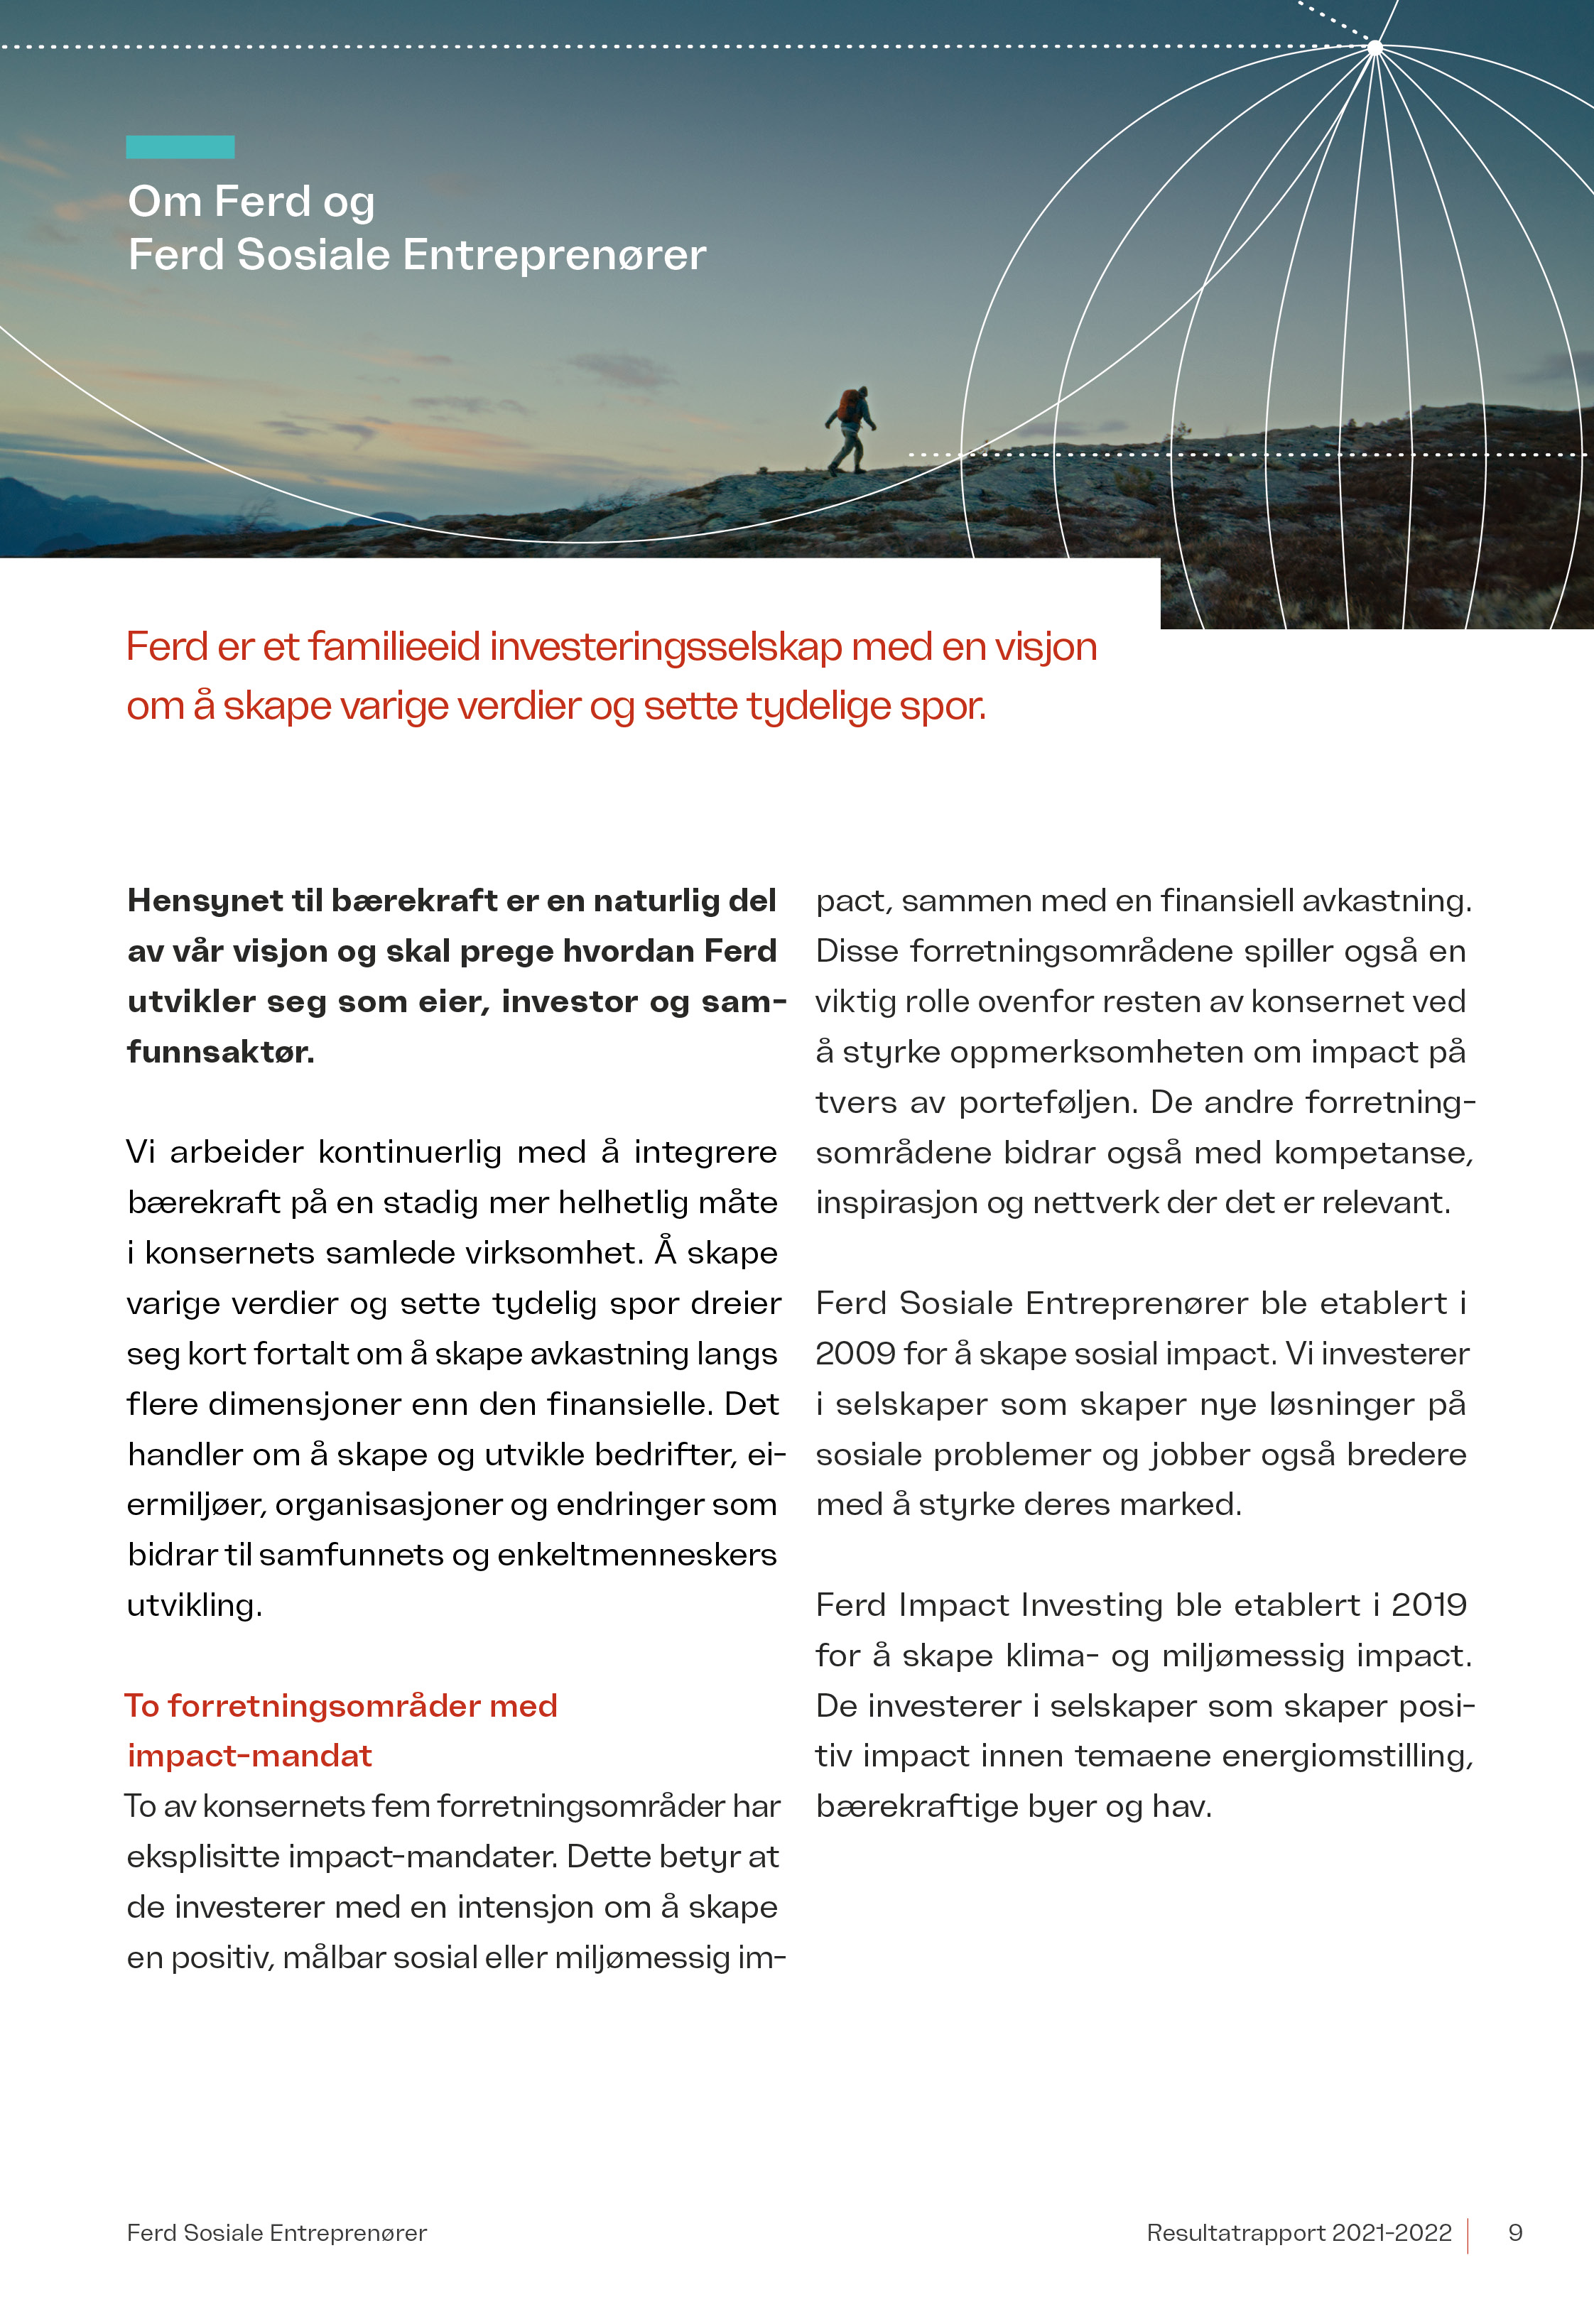 Om Ferd og
Ferd Sosiale Entreprenører
Ferd er et familieeid investeringsselskap med en visjon
om å skape varige verdier og sette tydelige spor.
Hensynet til bærekraft er en naturlig del
av vår visjon og skal prege hvordan Ferd
utvikler seg som eier, investor og sam-
funnsaktør.
Vi arbeider kontinuerlig med å integrere
bærekraft på en stadig mer helhetlig måte
i konsernets samlede virksomhet. Å skape
varige verdier og sette tydelig spor dreier
seg kort fortalt om å skape avkastning langs
flere dimensjoner enn den finansielle. Det
handler om å skape og utvikle bedrifter, ei-
ermiljøer, organisasjoner og endringer som
bidrar til samfunnets og enkeltmenneskers
utvikling.
To forretningsområder med
impact-mandat
To av konsernets fem forretningsområder har
eksplisitte impact-mandater. Dette betyr at
de investerer med en intensjon om å skape
en positiv, målbar sosial eller miljømessig im-
pact, sammen med en finansiell avkastning.
Disse forretningsområdene spiller også en
viktig rolle ovenfor resten av konsernet ved
å styrke oppmerksomheten om impact på
tvers av porteføljen. De andre forretning-
sområdene bidrar også med kompetanse,
inspirasjon og nettverk der det er relevant.
Ferd Sosiale Entreprenører ble etablert i
2009 for å skape sosial impact. Vi investerer
i selskaper som skaper nye løsninger på
sosiale problemer og jobber også bredere
med å styrke deres marked.
Ferd Impact Investing ble etablert i 2019
for å skape klima- og miljømessig impact.
De investerer i selskaper som skaper posi-
tiv impact innen temaene energiomstilling,
bærekraftige byer og hav.
Ferd Sosiale Entreprenører
Resultatrapport 2021-2022
9